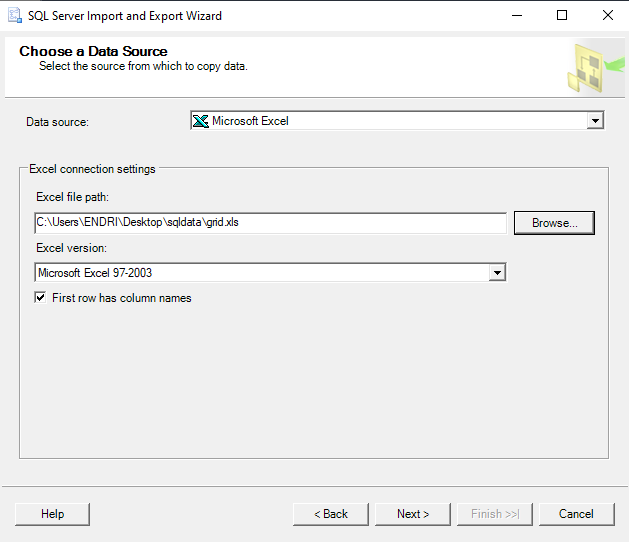 SQL Server Import and Export Wizard
Choose a Data Source
Select the source from which to copy data.
Data source:
Microsoft Excel
Excel connection settings
Excel file path:
C:\Users\ENDRI\Desktop\sqldata\grid.xls
Browse...
Excel version:
Microsoft Excel 97-2003
First row has column names
Help
< Back
Next >
Finish >>|
Cancel